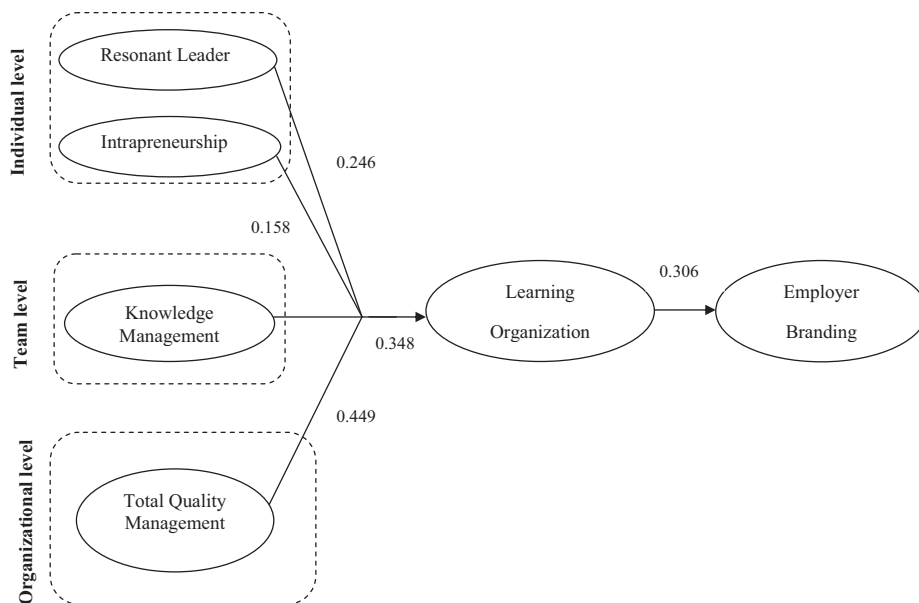 Individual level
Resonant Leader
Intrapreneurship
0.246
0.158
Team level
Knowledge
Management
0.348
Learning
Organization
0.306
Employer
Branding
0.449
Organizational level
Total Quality
Management